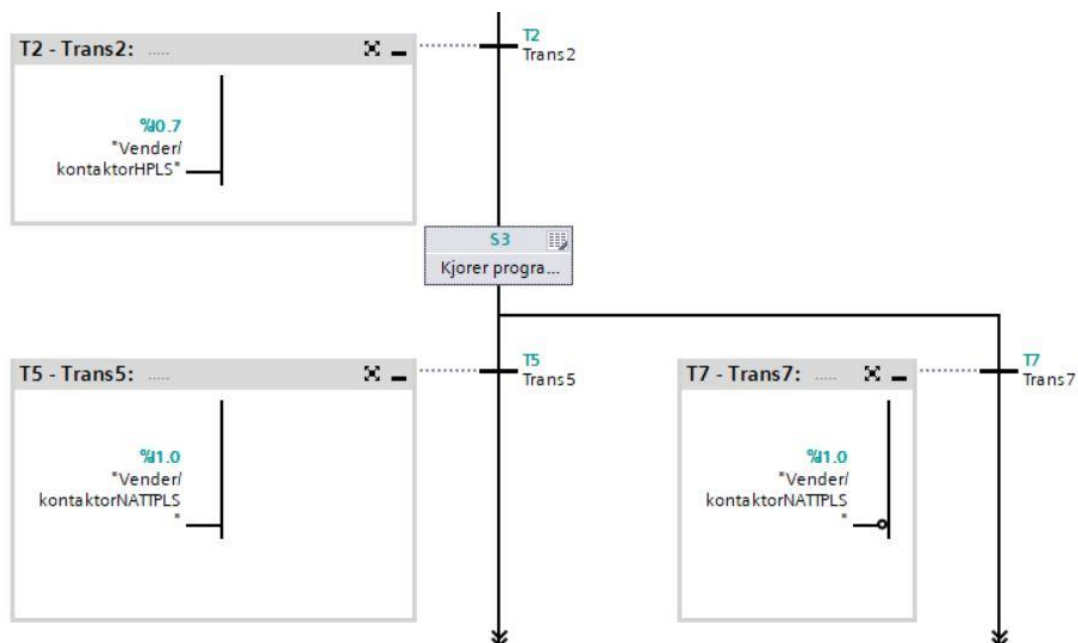 T2 - Trans2: .....
T2
Trans2
%I0.7
"Vender/
kontaktorHPLS"
S3
Kjorer progra...
T5 - Trans5: .....
T5
Trans5
%I1.0
"Vender/
kontaktorNATTPLS
"
T7 - Trans7: .....
T7
Trans7
%I1.0
"Vender/
kontaktorNATTPLS
"